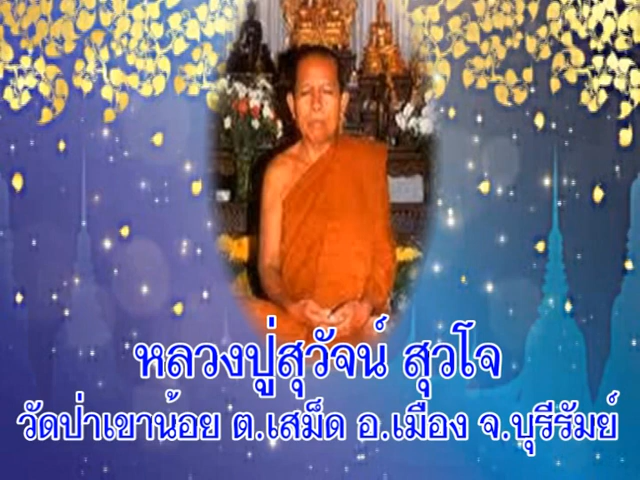 หลวงปู่สุวัจน์ สุวโจ
วัดป่าเขาน้อย ต.เสม็ด อ.เมือง จ.บุรีรัมย์